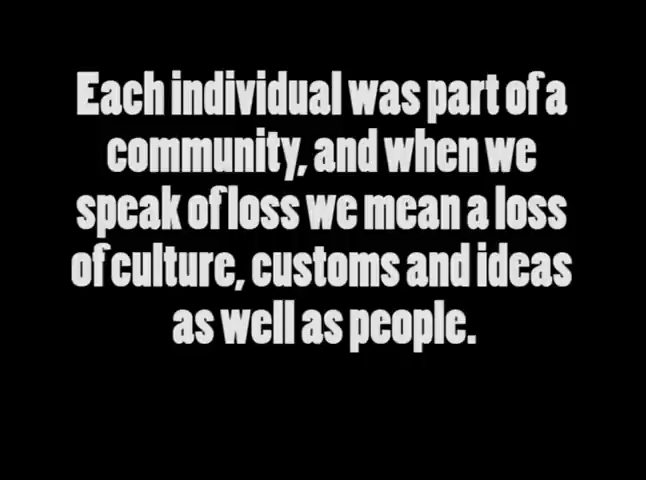 Each individual was part of a
community, and when we
speak of loss we mean a loss
of culture, customs and ideas
as well as people.